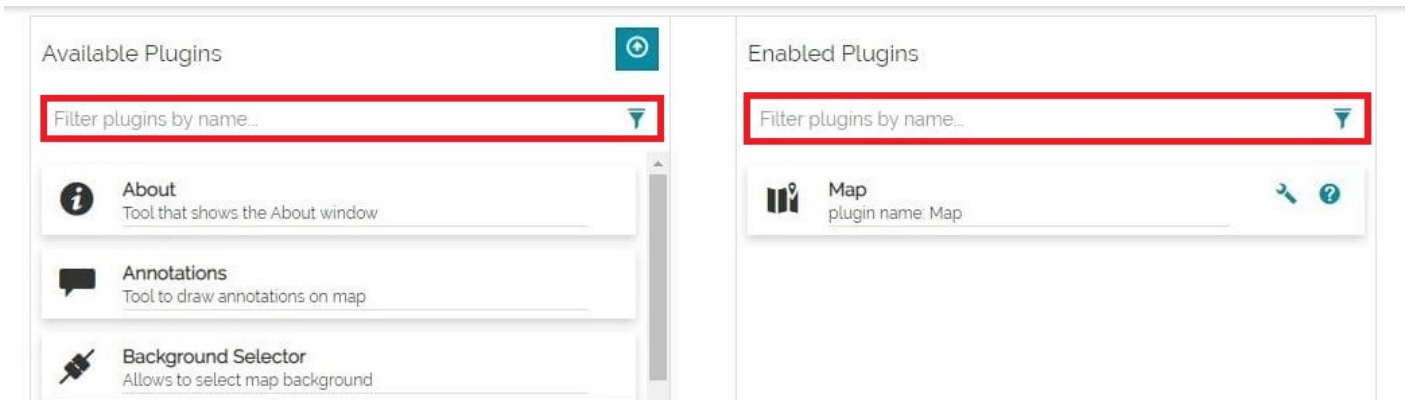 Available Plugins
Filter plugins by name...
About
Tool that shows the About window
Annotations
Tool to draw annotations on map
Background Selector
Allows to select map background
Enabled Plugins
Filter plugins by name...
Map
plugin name: Map